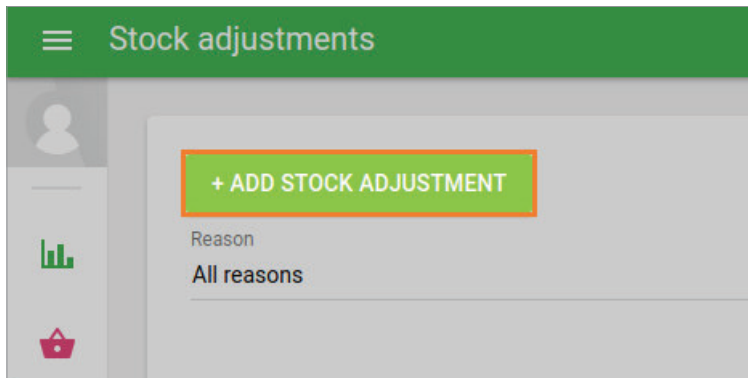 Stock adjustments
+ ADD STOCK ADJUSTMENT
Reason
All reasons